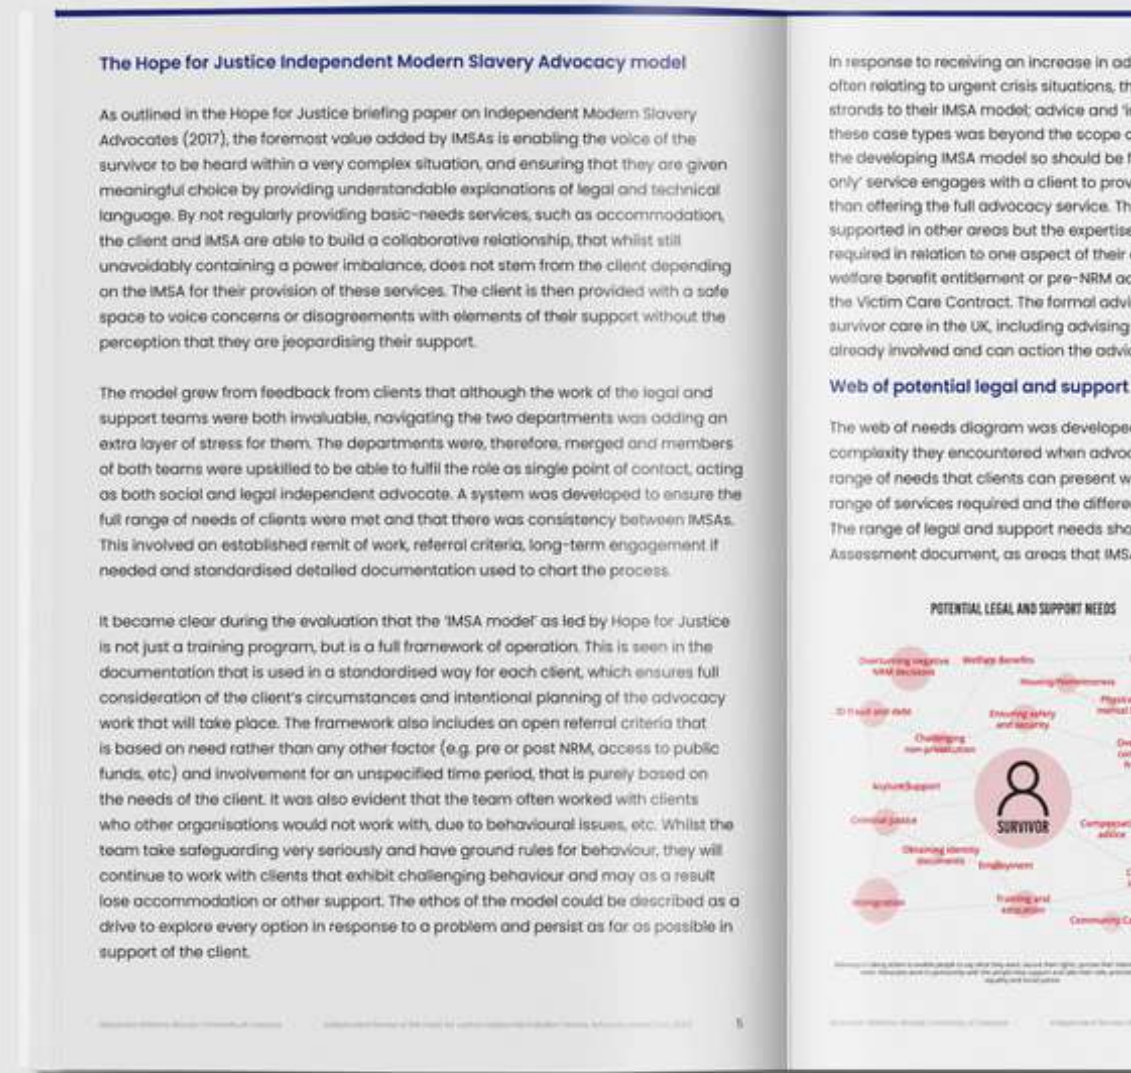 The Hope for Justice Independent Modern Slavery Advocacy model
As outlined in the Hope for Justice briefing paper on Independent Modern Slavery
Advocates (2017), the foremost value added by IMSAs is enabling the voice of the
survivor to be heard within a very complex situation, and ensuring that they are given
meaningful choice by providing understandable explanations of legal and technical
language. By not regularly providing basic-needs services, such as accommodation,
the client and IMSA are able to build a collaborative relationship, that whilst still
unavoidably containing a power imbalance, does not stem from the client depending
on the IMSA for their provision of these services. The client is then provided with a safe
space to voice concerns or disagreements with elements of their support without the
perception that they are jeopardising their support.
The model grew from feedback from clients that although the work of the legal and
support teams were both invaluable, navigating the two departments was adding an
extra layer of stress for them. The departments were, therefore, merged and members
of both teams were upskilled to be able to fulfil the role as single point of contact, acting
as both social and legal independent advocate. A system was developed to ensure the
full range of needs of clients were met and that there was consistency between IMSAs.
This involved an established remit of work, referral criteria, long-term engagement if
needed and standardised detailed documentation used to chart the process.
It became clear during the evaluation that the 'IMSA model' as led by Hope for Justice
is not just a training program, but is a full framework of operation. This is seen in the
documentation that is used in a standardised way for each client, which ensures full
consideration of the client's circumstances and intentional planning of the advocacy
work that will take place. The framework also includes an open referral criteria that
is based on need rather than any other factor (e.g. pre or post NRM, access to public
funds, etc) and involvement for an unspecified time period, that is purely based on
the needs of the client. It was also evident that the team often worked with clients
who other organisations would not work with, due to behavioural issues, etc. Whilst the
team take safeguarding very seriously and have ground rules for behaviour, they will
continue to work with clients that exhibit challenging behaviour and may as a result
lose accommodation or other support. The ethos of the model could be described as a
drive to explore every option in response to a problem and persist as far as possible in
support of the client.
5
In response to receiving an increase in ad
often relating to urgent crisis situations, th
strands to their IMSA model; advice and 'i
these case types was beyond the scope o
the developing IMSA model so should be f
only' service engages with a client to prov
than offering the full advocacy service. Th
supported in other areas but the expertise
required in relation to one aspect of their
welfare benefit entitlement or pre-NRM ad
the Victim Care Contract. The formal advi
survivor care in the UK, including advising
already involved and can action the advic
Web of potential legal and support
The web of needs diagram was developed
complexity they encountered when advoc
range of needs that clients can present w
range of services required and the differe
The range of legal and support needs sho
Assessment document, as areas that IMSA
POTENTIAL LEGAL AND SUPPORT NEEDS
Overturning negative
NRM decisions
Welfare Benefits
Housing/homelessness
ID fraud and debt
Ensuring safety
and security
Challenging
non-prosecution
Asylum Support
Criminal Justice
SURVIVOR
Obtaining identity
documents
Employment
Immigration
Training and
education